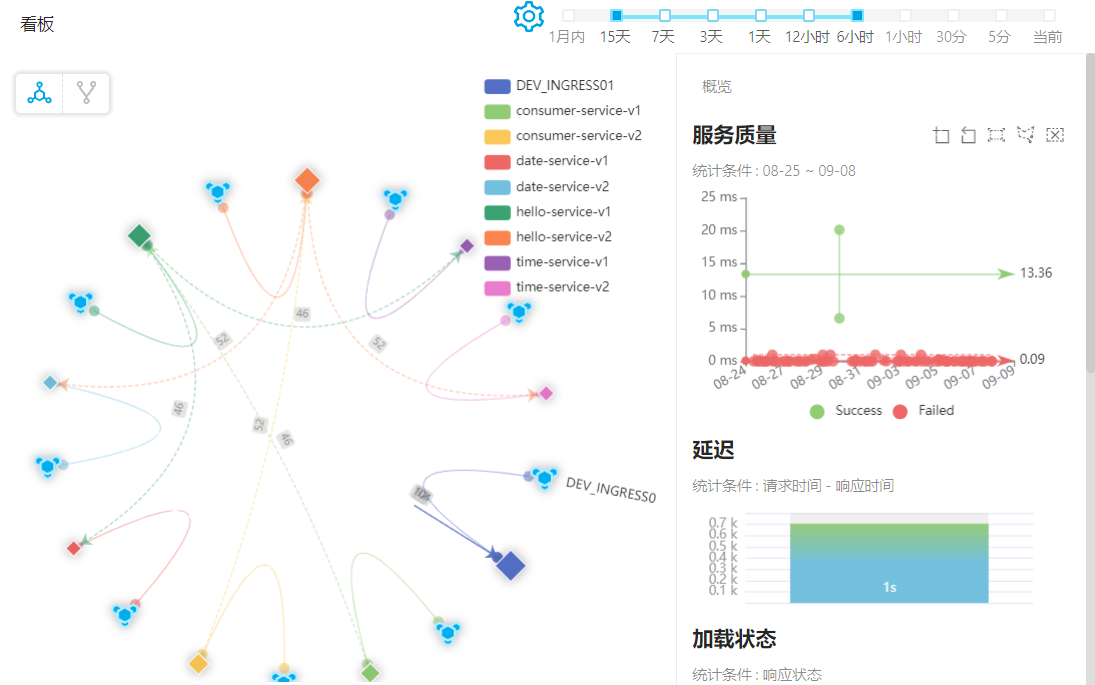 看板
1月内 15天 7天 3天 1天 12小时 6小时 1小时 30分 5分 当前
DEV_INGRESS01
consumer-service-v1
consumer-service-v2
date-service-v1
date-service-v2
hello-service-v1
hello-service-v2
time-service-v1
time-service-v2
46
52
52
46
52
46
104
DEV_INGRESS0
概览
服务质量
统计条件 : 08-25 ~ 09-08
25 ms
20 ms
15 ms
13.36
10 ms
5 ms
0 ms
0.09
08-24 08-27 08-29 08-31 09-03 09-05 09-07 09-09
Success Failed
延迟
统计条件 : 请求时间 - 响应时间
0.7 k
0.6 k
0.5 k
0.4 k
0.3 k
0.2 k
0.1 k
1s
加载状态
统计条件 : 响应状态